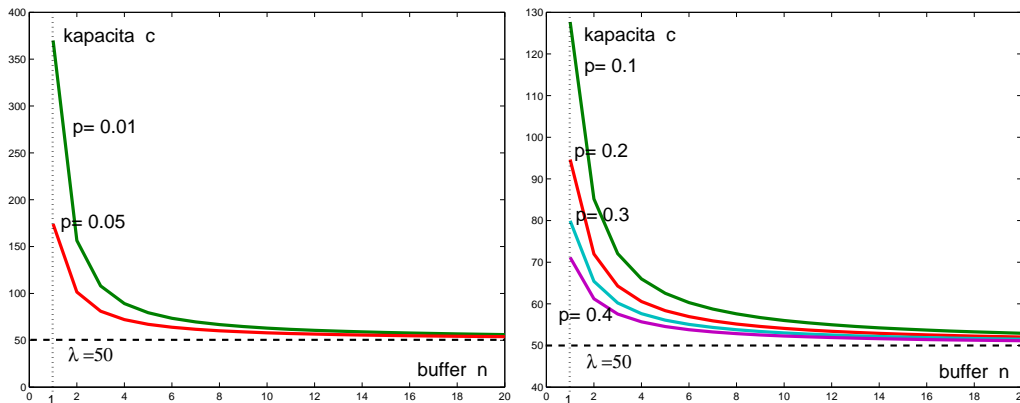 400
350
300
250
200
150
100
50
0
kapacita c
p= 0.01
p= 0.05
λ =50
buffer n
0 1 2 4 6 8 10 12 14 16 18 20
130
120
110
100
90
80
70
60
50
40
kapacita c
p= 0.1
p= 0.2
p= 0.3
p= 0.4
λ =50
buffer n
0 1 2 4 6 8 10 12 14 16 18 2